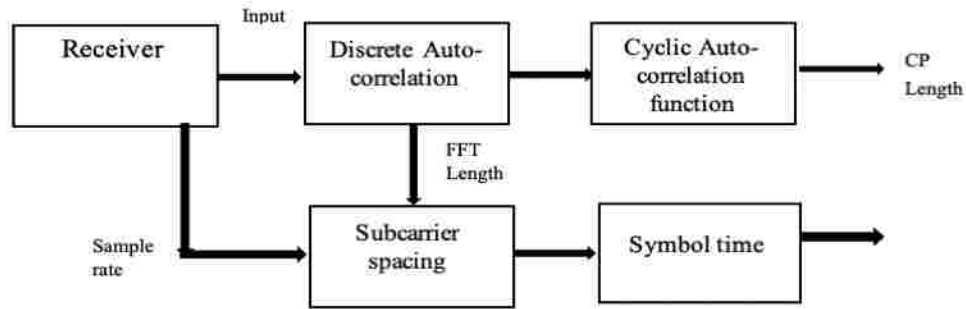 Input
Receiver
Discrete Auto-
correlation
Cyclic Auto-
correlation
function
CP
Length
FFT
Length
Sample
rate
Subcarrier
spacing
Symbol time